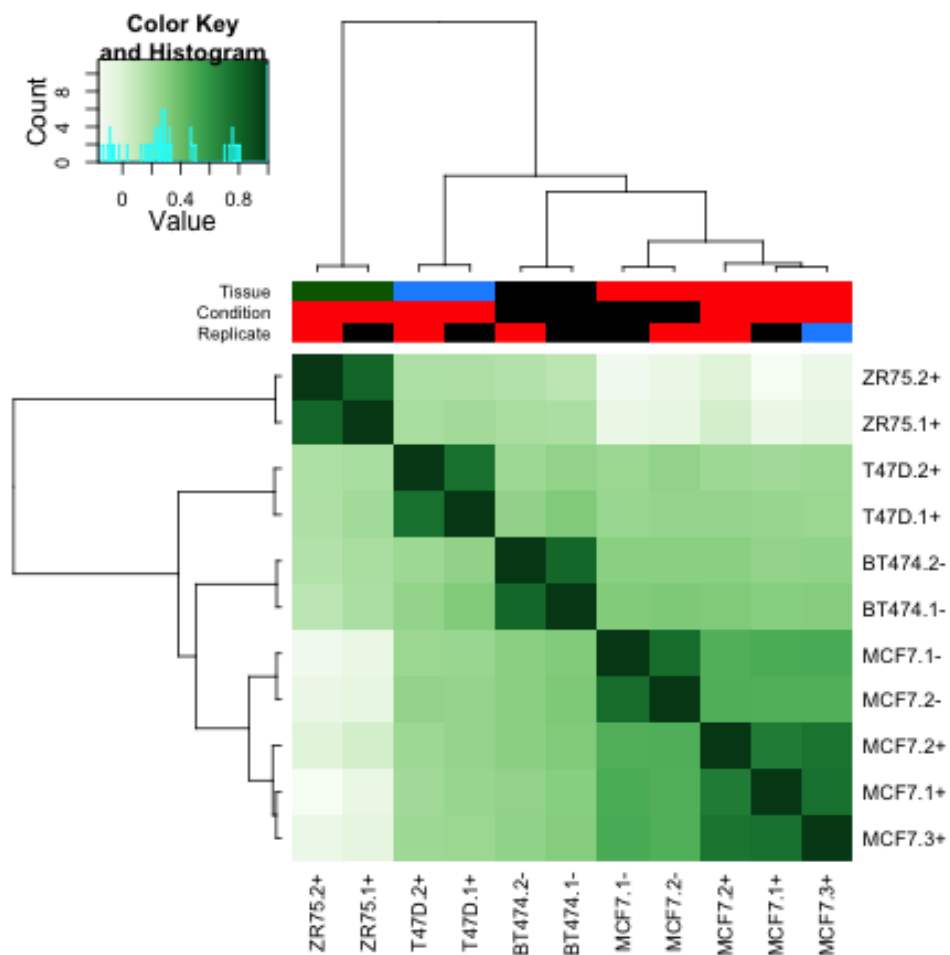 Color Key
and Histogram
Count
0 4 8
0 0.4 0.8
Value
Tissue
Condition
Replicate
ZR75.2+
ZR75.1+
T47D.2+
T47D.1+
BT474.2-
BT474.1-
MCF7.1-
MCF7.2-
MCF7.2+
MCF7.1+
MCF7.3+
ZR75.2+
ZR75.1+
T47D.2+
T47D.1+
BT474.2-
BT474.1-
MCF7.1-
MCF7.2-
MCF7.2+
MCF7.1+
MCF7.3+